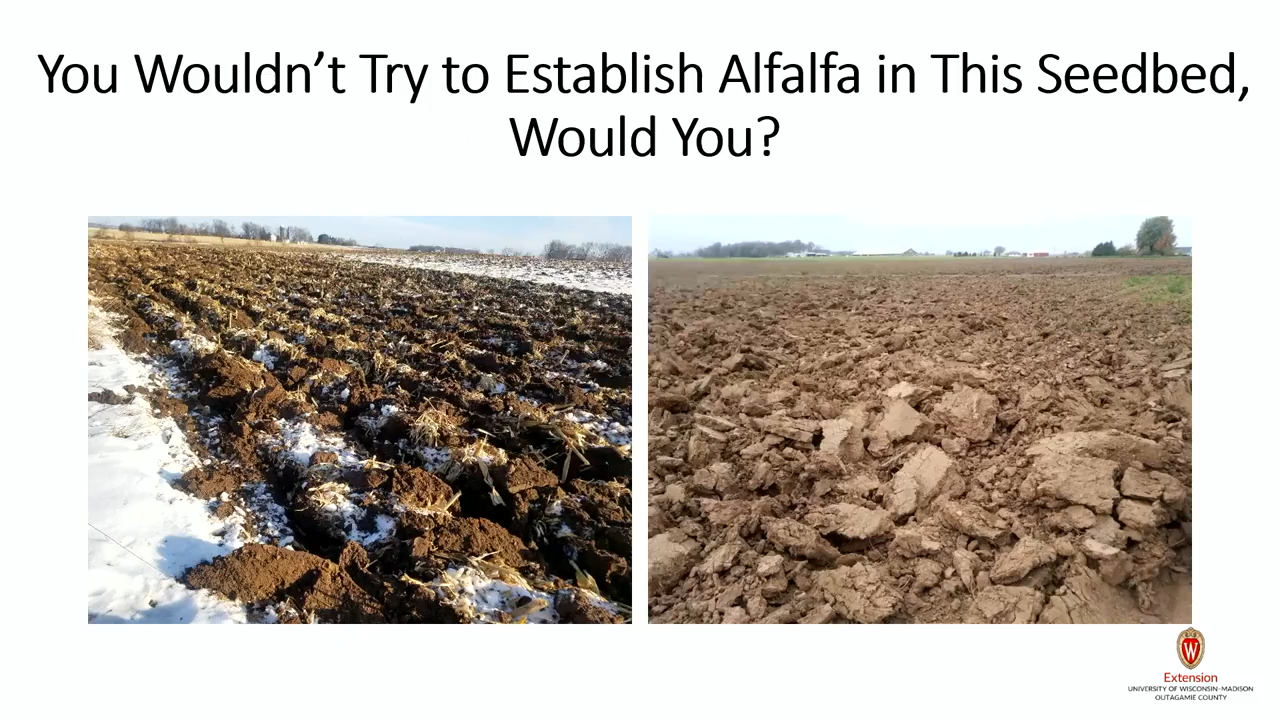 You Wouldn’t Try to Establish Alfalfa in This Seedbed,
Would You?
W
Extension
UNIVERSITY OF WISCONSIN-MADISON
OUTAGAMIE COUNTY